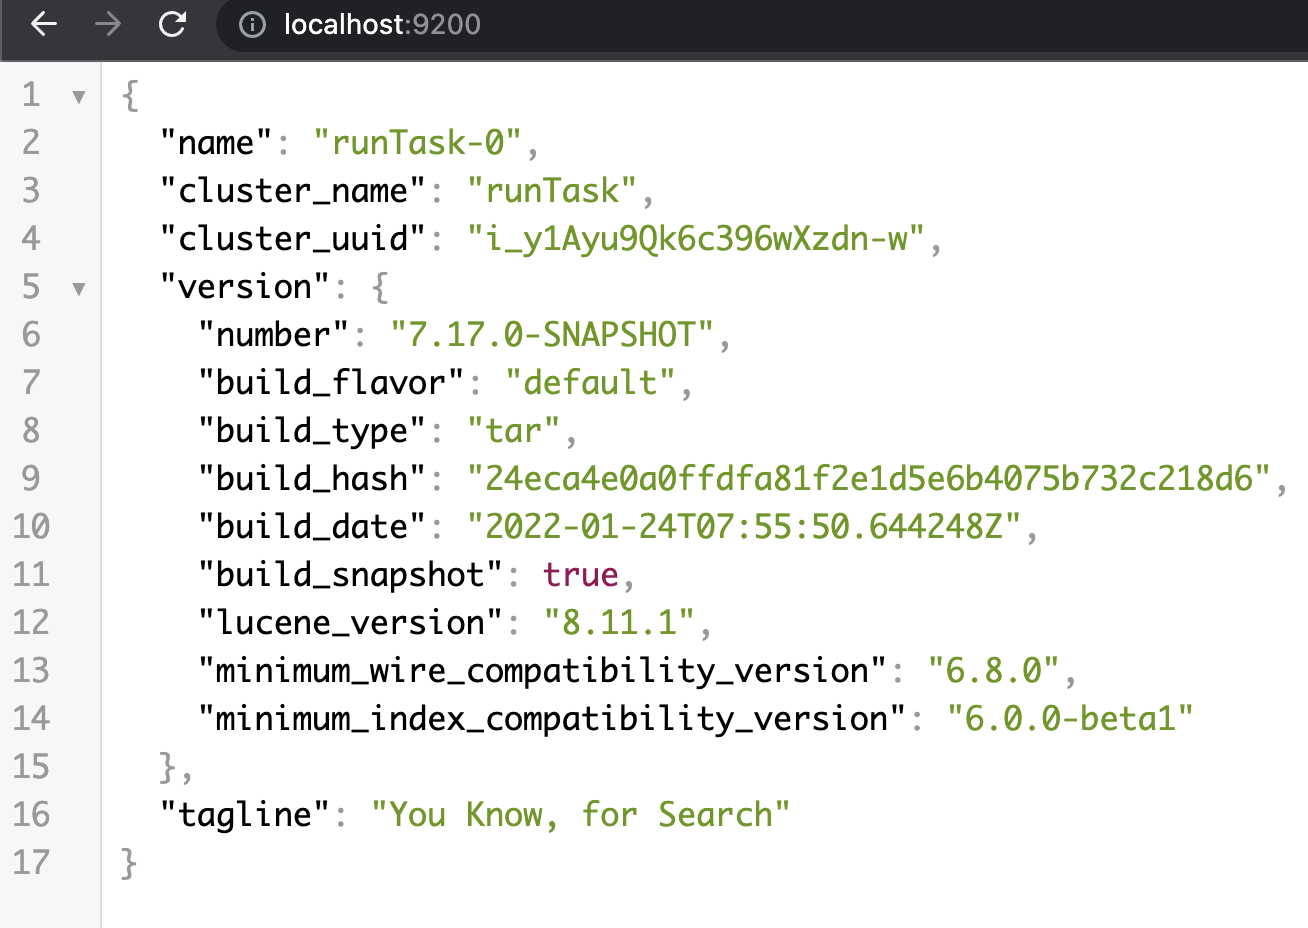 localhost:9200
1 ▼ {
2 "name": "runTask-0",
3 "cluster_name": "runTask",
4 "cluster_uuid": "i_y1Ayu9Qk6c396wXzdn-w",
5 ▼ "version": {
6 "number": "7.17.0-SNAPSHOT",
7 "build_flavor": "default",
8 "build_type": "tar",
9 "build_hash": "24eca4e0a0ffdfa81f2e1d5e6b4075b732c218d6",
10 "build_date": "2022-01-24T07:55:50.644248Z",
11 "build_snapshot": true,
12 "lucene_version": "8.11.1",
13 "minimum_wire_compatibility_version": "6.8.0",
14 "minimum_index_compatibility_version": "6.0.0-beta1"
15 },
16 "tagline": "You Know, for Search"
17 }